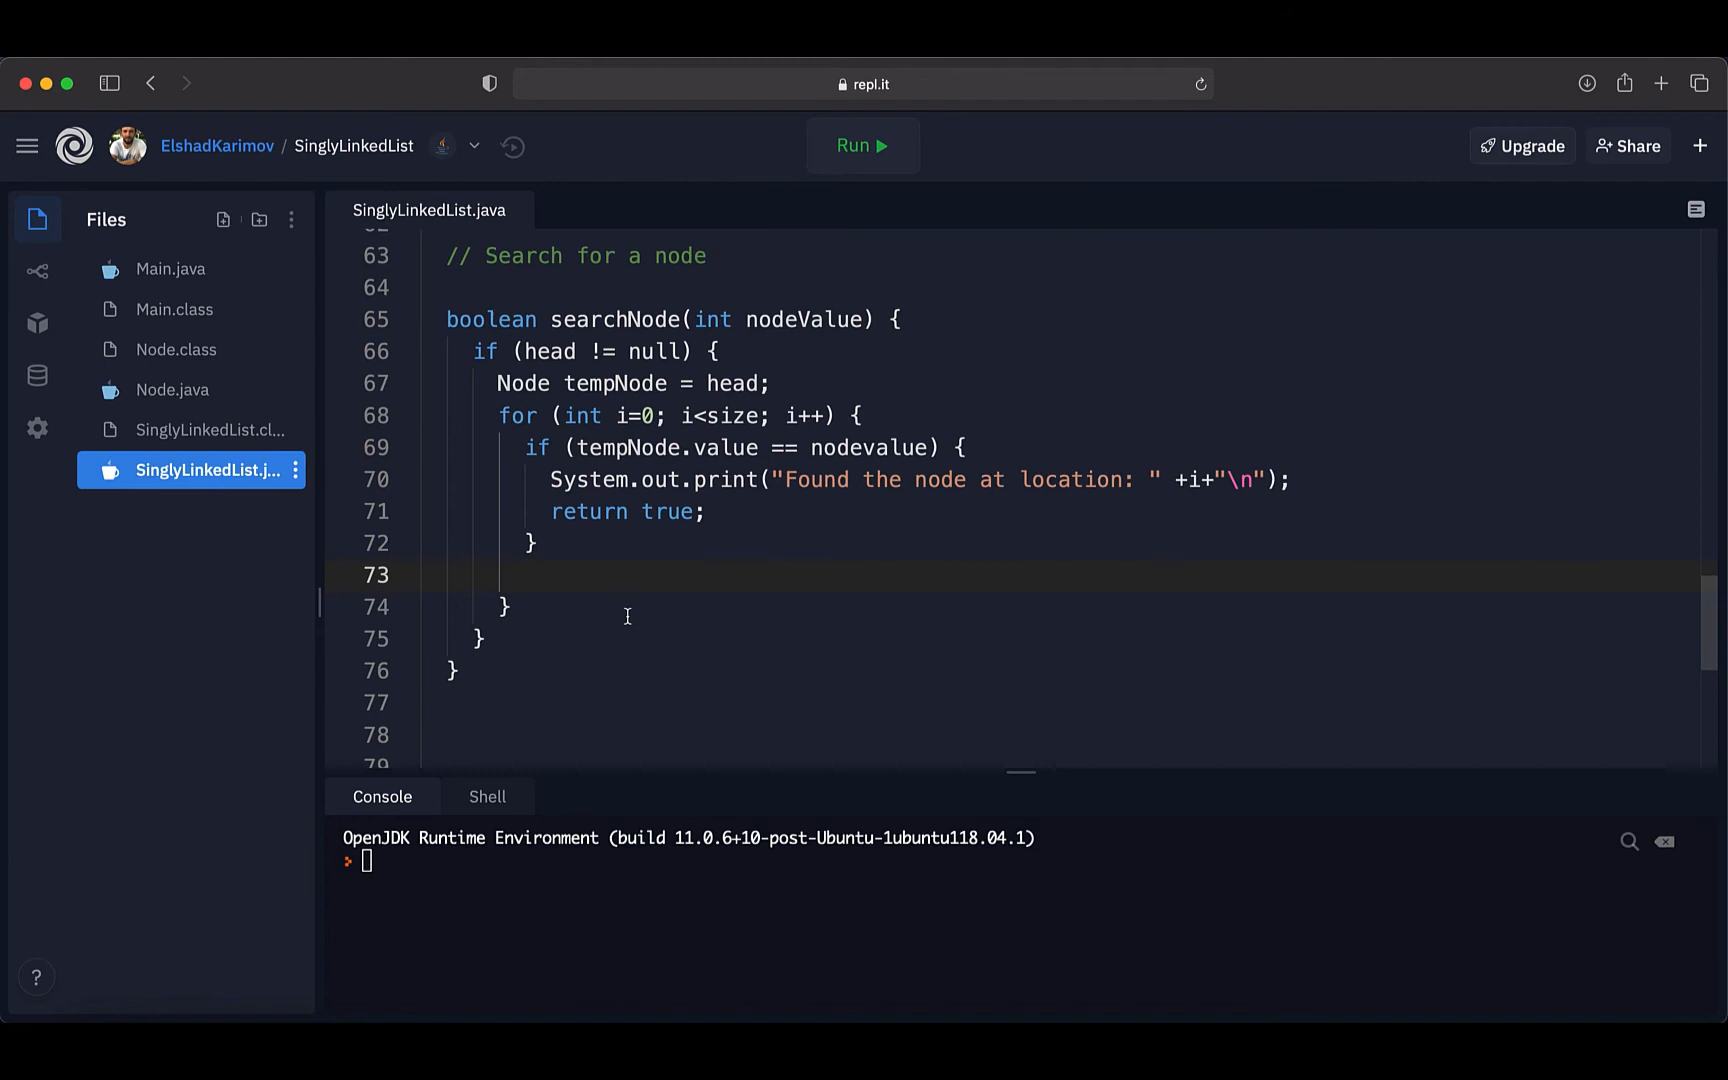 repl.it
ElshadKarimov / SinglyLinkedList
Run
Upgrade
Share
Files
SinglyLinkedList.java
Main.java
Main.class
Node.class
Node.java
SinglyLinkedList.cl...
SinglyLinkedList.j...
62
63 // Search for a node
64
65 boolean searchNode(int nodeValue) {
66 if (head != null) {
67 Node tempNode = head;
68 for (int i=0; i<size; i++) {
69 if (tempNode.value == nodevalue) {
70 System.out.print("Found the node at location: " +i+"\n");
71 return true;
72 }
73
74 }
75 }
76 }
77
78
79
Console Shell
OpenJDK Runtime Environment (build 11.0.6+10-post-Ubuntu-1ubuntu118.04.1)
>
?